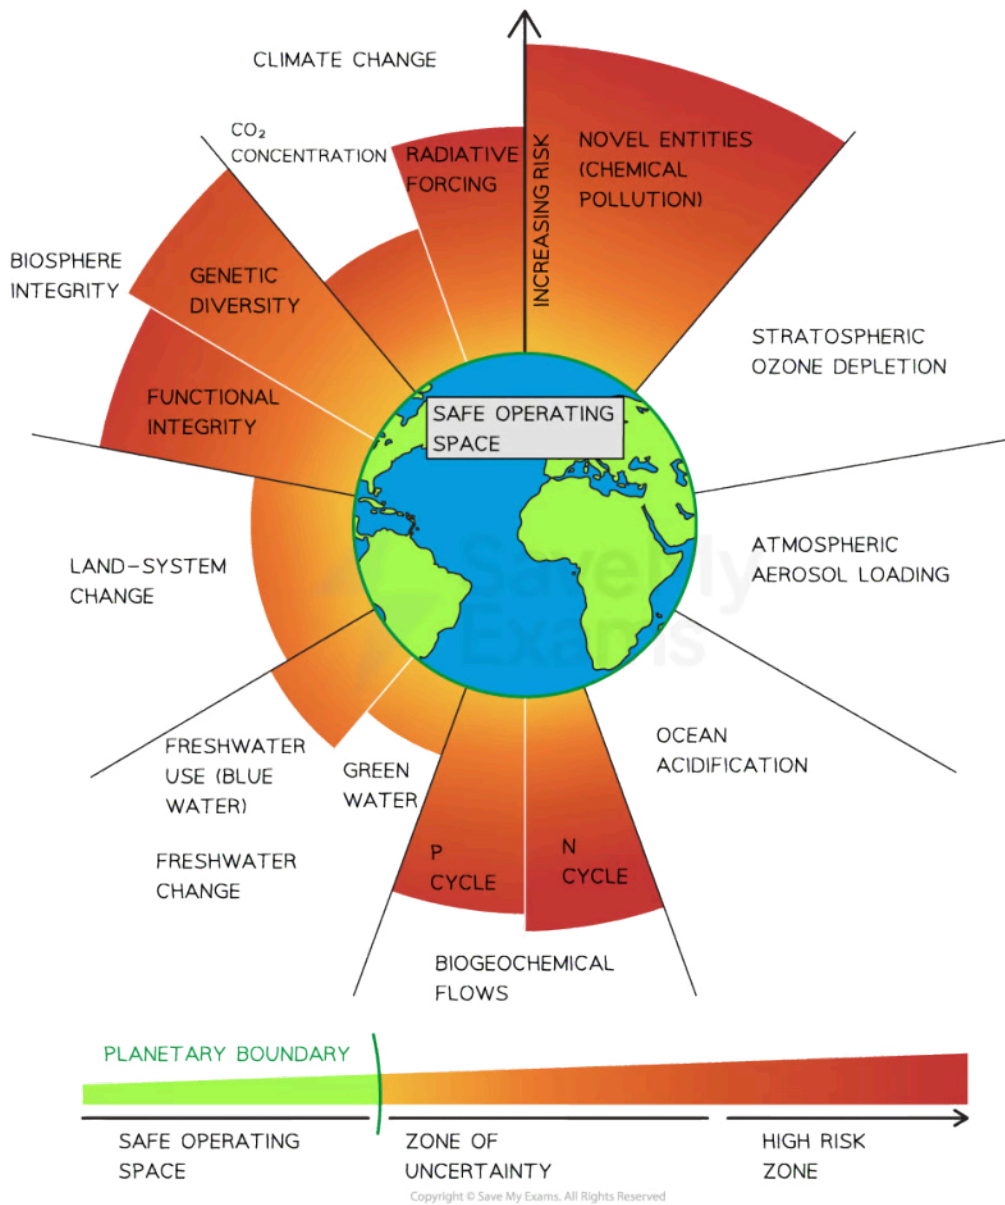 CLIMATE CHANGE
CO₂
CONCENTRATION
RADIATIVE
FORCING
INCREASING RISK
NOVEL ENTITIES
(CHEMICAL
POLLUTION)
BIOSPHERE
INTEGRITY
GENETIC
DIVERSITY
FUNCTIONAL
INTEGRITY
STRATOSPHERIC
OZONE DEPLETION
SAFE OPERATING
SPACE
LAND-SYSTEM
CHANGE
ATMOSPHERIC
AEROSOL LOADING
SaveMy
Exams
FRESHWATER
USE (BLUE
WATER)
GREEN
WATER
OCEAN
ACIDIFICATION
FRESHWATER
CHANGE
P
CYCLE
N
CYCLE
BIOGEOCHEMICAL
FLOWS
PLANETARY BOUNDARY
SAFE OPERATING
SPACE
ZONE OF
UNCERTAINTY
HIGH RISK
ZONE
Copyright © Save My Exams. All Rights Reserved